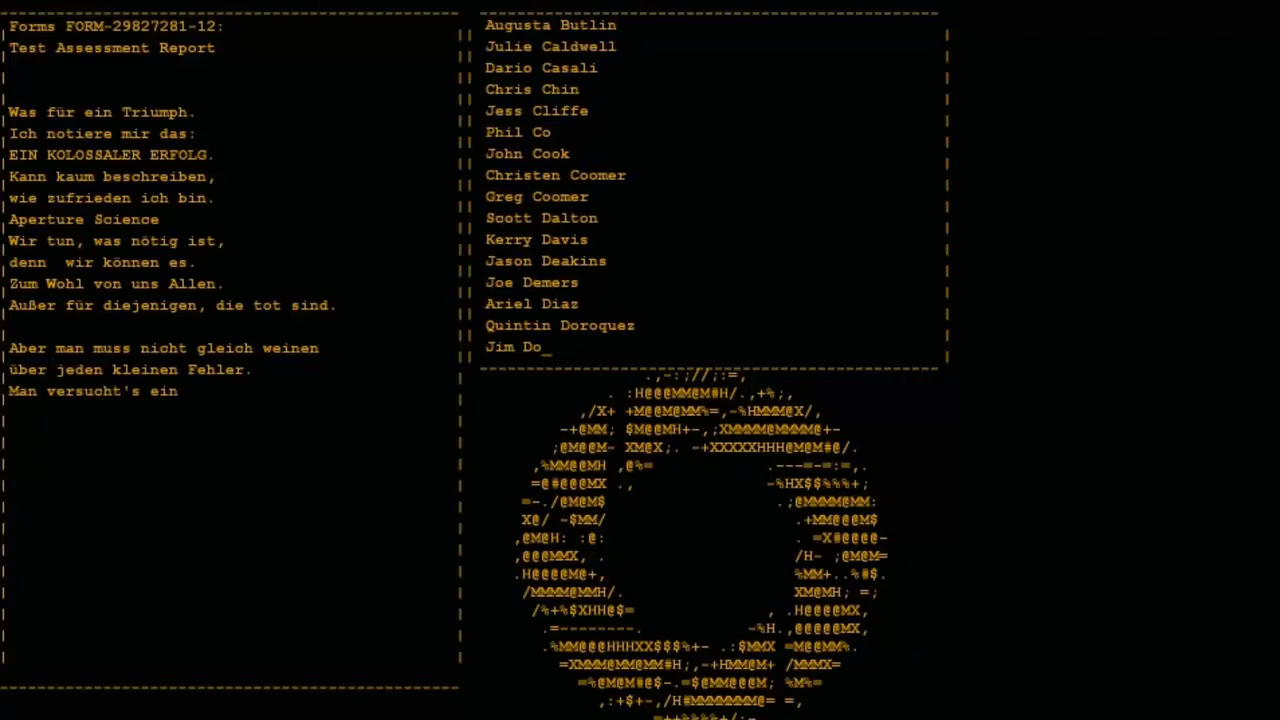 Forms FORM-29827281-12:
Test Assessment Report
Was für ein Triumph.
Ich notiere mir das:
EIN KOLOSSALER ERFOLG.
Kann kaum beschreiben,
wie zufrieden ich bin.
Aperture Science
Wir tun, was nötig ist,
denn  wir können es.
Zum Wohl von uns Allen.
Außer für diejenigen, die tot sind.
Aber man muss nicht gleich weinen
über jeden kleinen Fehler.
Man versucht's ein
Augusta Butlin
Julie Caldwell
Dario Casali
Chris Chin
Jess Cliffe
Phil Co
John Cook
Christen Coomer
Greg Coomer
Scott Dalton
Kerry Davis
Jason Deakins
Joe Demers
Ariel Diaz
Quintin Doroquez
Jim Do_